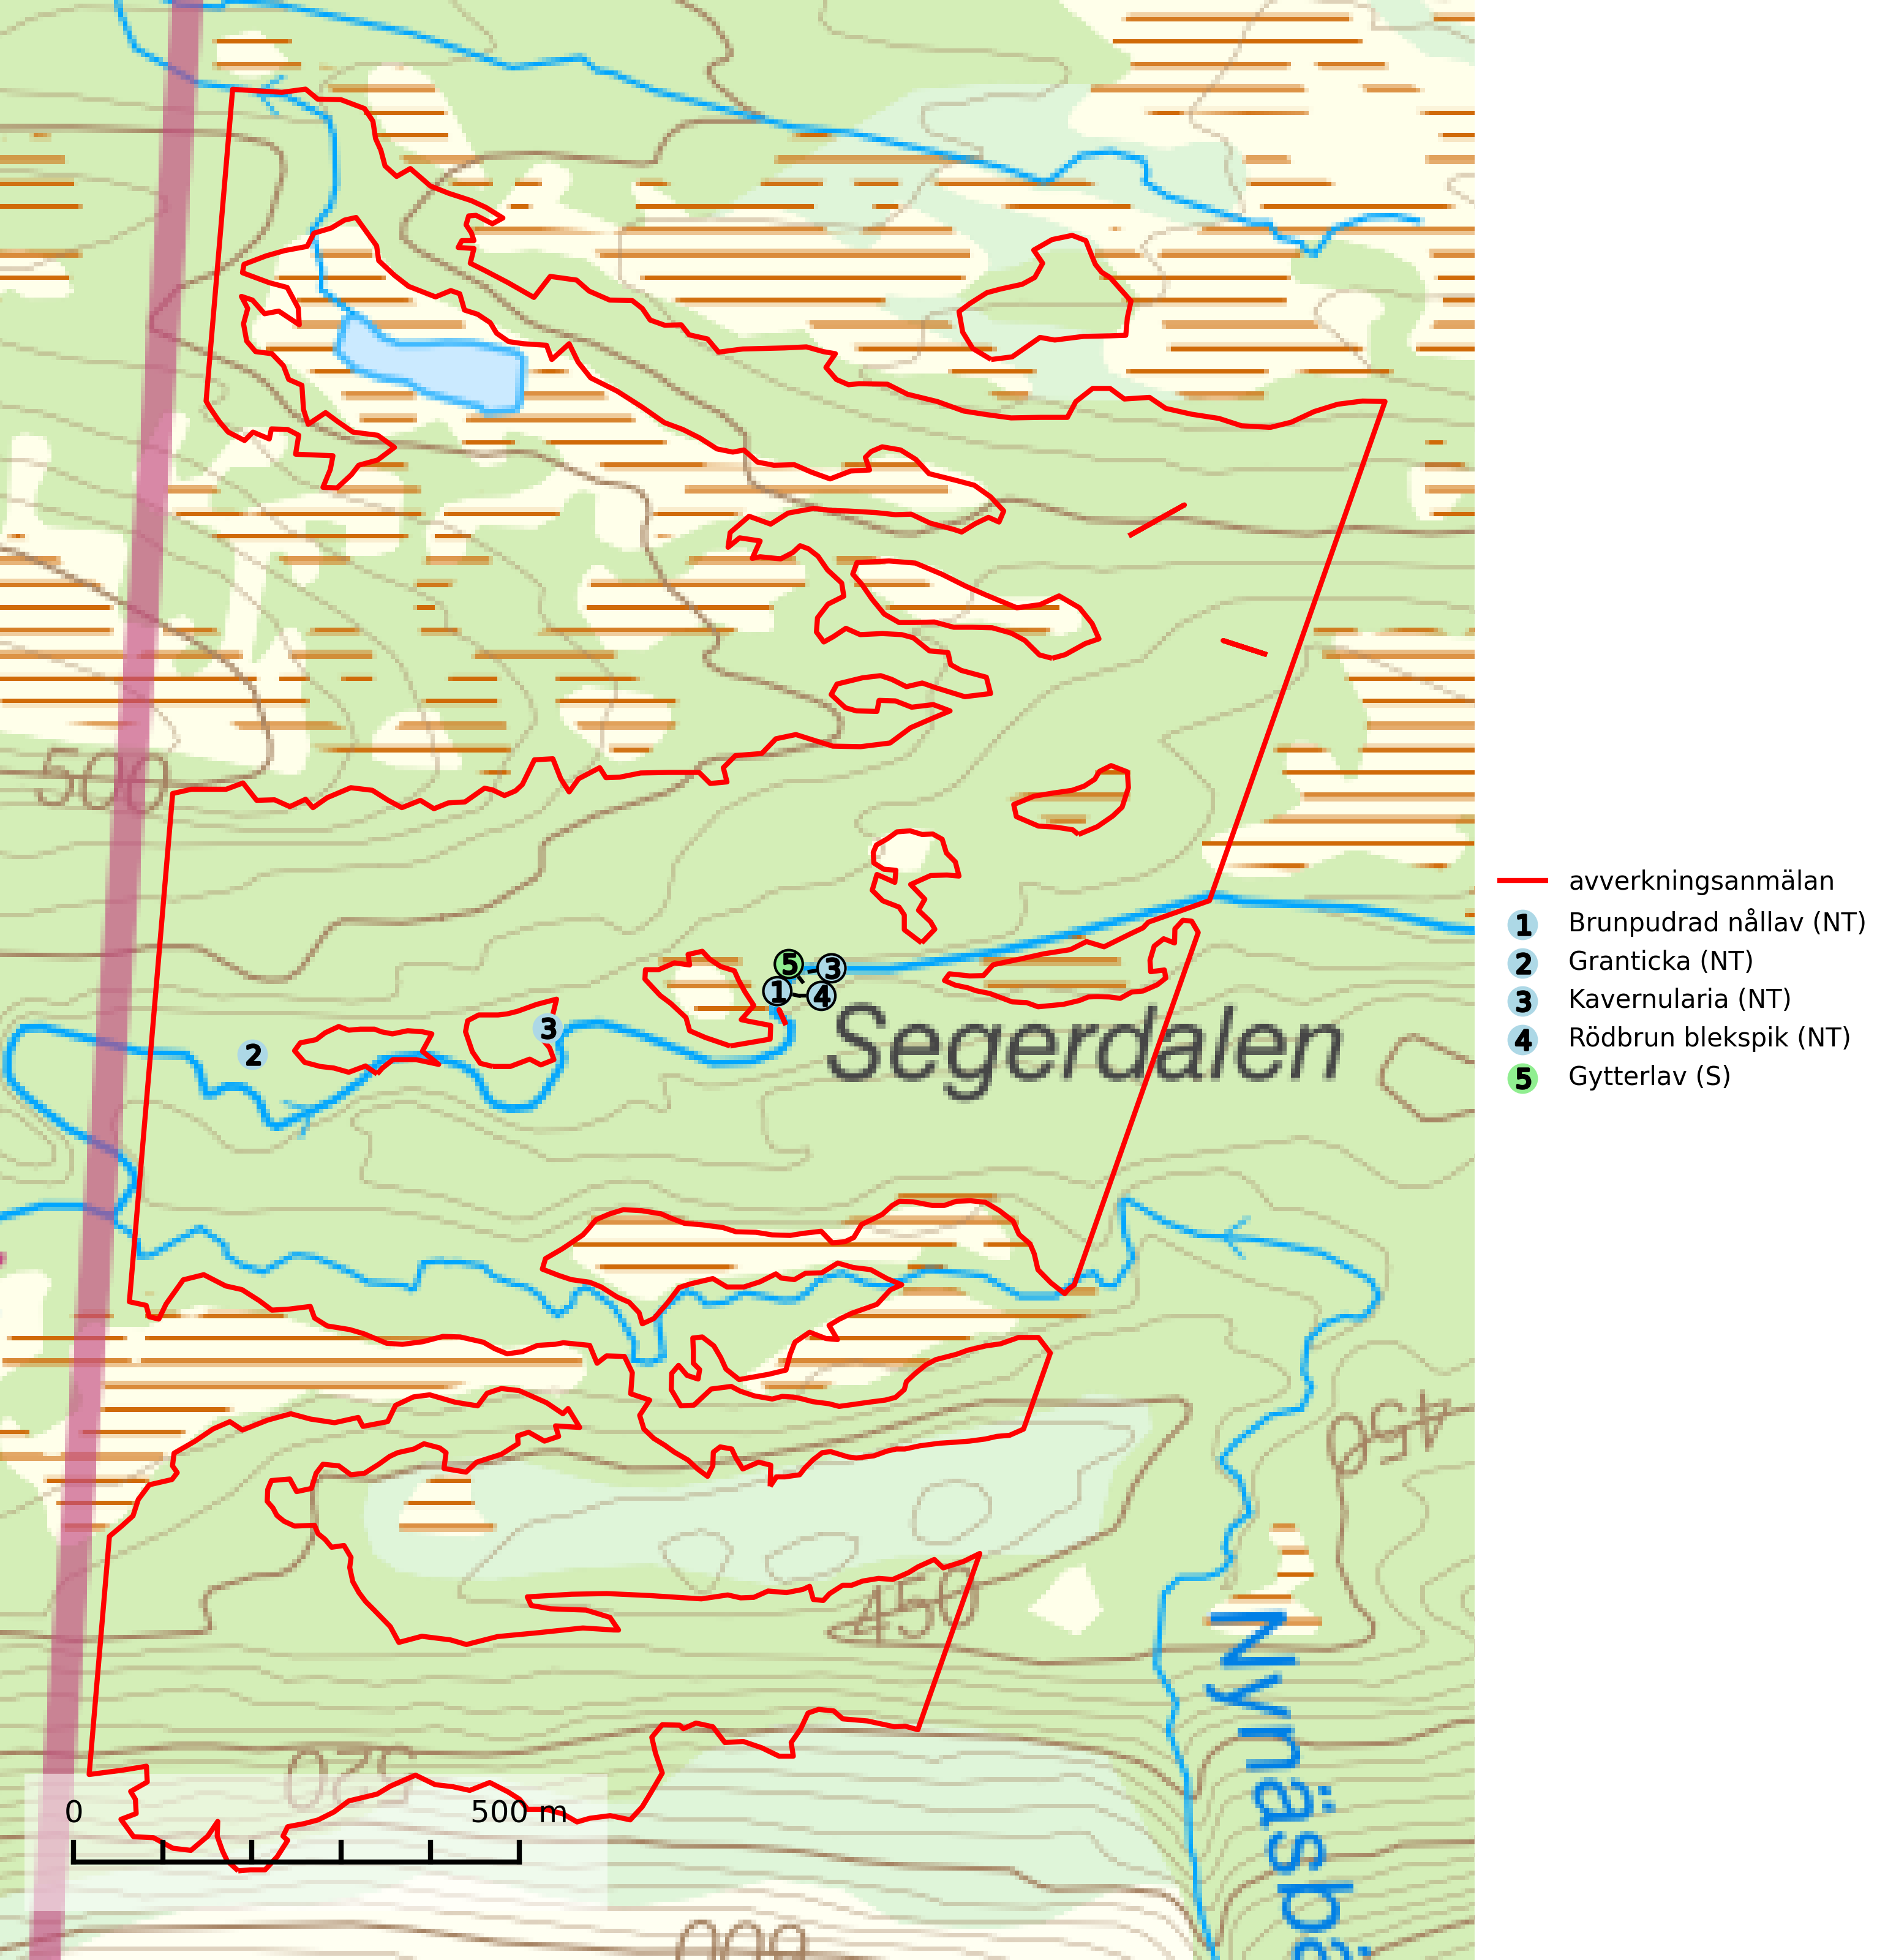 500
5
3
1
4
Segerdalen
3
2
450
450
520
Nynäsbä
0 500 m
600
avverkningsanmälan
1 Brunpudrad nållav (NT)
2 Granticka (NT)
3 Kavernularia (NT)
4 Rödbrun blekspik (NT)
5 Gytterlav (S)